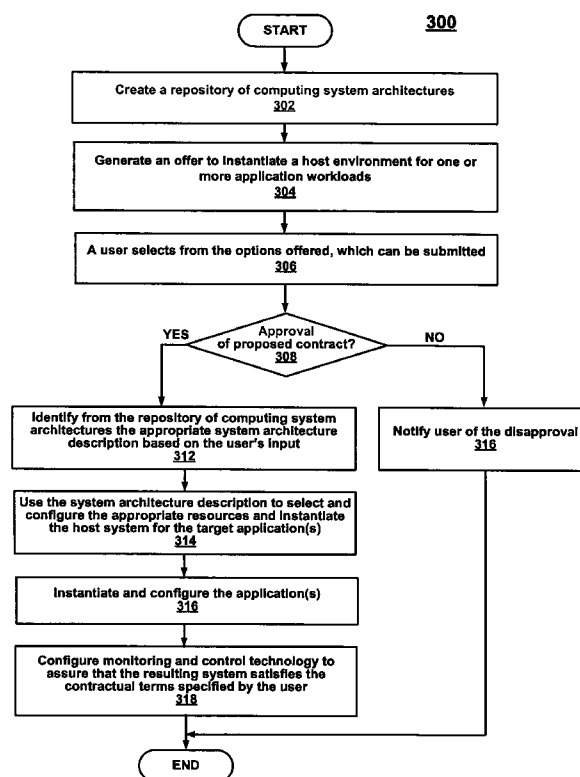 START
300
Create a repository of computing system architectures
302
Generate an offer to Instantiate a host environment for one or
more application workloads
304
A user selects from the options offered, which can be submitted
306
Approval
of proposed contract?
308
YES
NO
Identify from the repository of computing system
architectures the appropriate system architecture
description based on the user's input
312
Notify user of the disapproval
316
Use the system architecture description to select and
configure the appropriate resources and Instantiate
the host system for the target application(s)
314
Instantiate and configure the application(s)
316
Configure monitoring and control technology to
assure that the resulting system satisfies the
contractual terms specified by the user
318
END